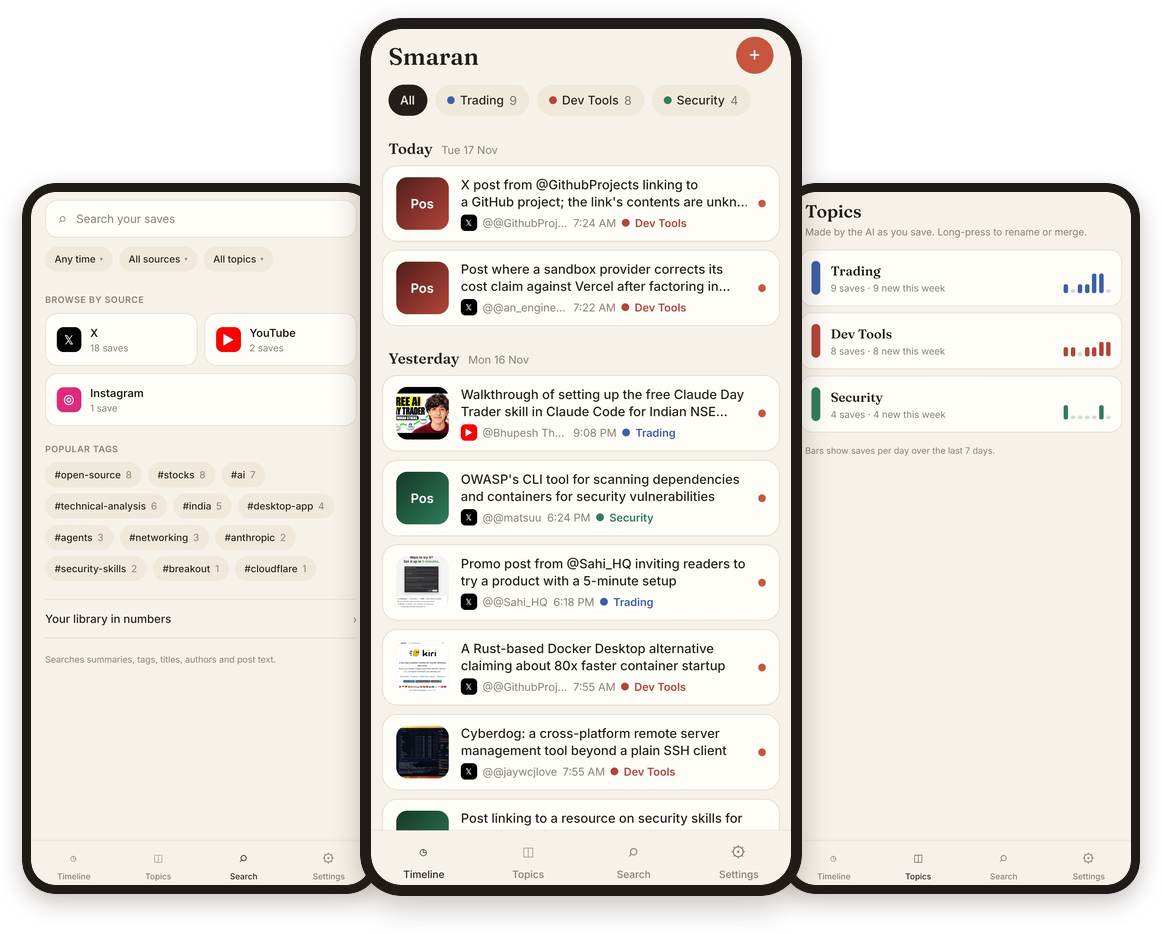 Smaran
+
All
Trading 9
Dev Tools 8
Security 4
Today Tue 17 Nov
Pos
X post from @GithubProjects linking to
a GitHub project; the link's contents are unkn...
@@GithubProj... 7:24 AM Dev Tools
Pos
Post where a sandbox provider corrects its
cost claim against Vercel after factoring in...
@@an_engine... 7:22 AM Dev Tools
Yesterday Mon 16 Nov
Walkthrough of setting up the free Claude Day
Trader skill in Claude Code for Indian NSE...
@Bhupesh Th... 9:08 PM Trading
Pos
OWASP's CLI tool for scanning dependencies
and containers for security vulnerabilities
@@matsuu 6:24 PM Security
Promo post from @Sahi_HQ inviting readers to
try a product with a 5-minute setup
@@Sahi_HQ 6:18 PM Trading
kiri
A Rust-based Docker Desktop alternative
claiming about 80x faster container startup
@@GithubProj... 7:55 AM Dev Tools
Cyberdog: a cross-platform remote server
management tool beyond a plain SSH client
@@jaywcjlove 7:55 AM Dev Tools
Post linking to a resource on security skills for
Timeline
Topics
Search
Settings
Search your saves
Any time
All sources
All topics
BROWSE BY SOURCE
X
18 saves
YouTube
2 saves
Instagram
1 save
POPULAR TAGS
#open-source 8
#stocks 8
#ai 7
#technical-analysis 6
#india 5
#desktop-app 4
#agents 3
#networking 3
#anthropic 2
#security-skills 2
#breakout 1
#cloudflare 1
Your library in numbers ›
Searches summaries, tags, titles, authors and post text.
Timeline
Topics
Search
Settings
Topics
Made by the AI as you save. Long-press to rename or merge.
Trading
9 saves · 9 new this week
Dev Tools
8 saves · 8 new this week
Security
4 saves · 4 new this week
Bars show saves per day over the last 7 days.
Timeline
Topics
Search
Settings